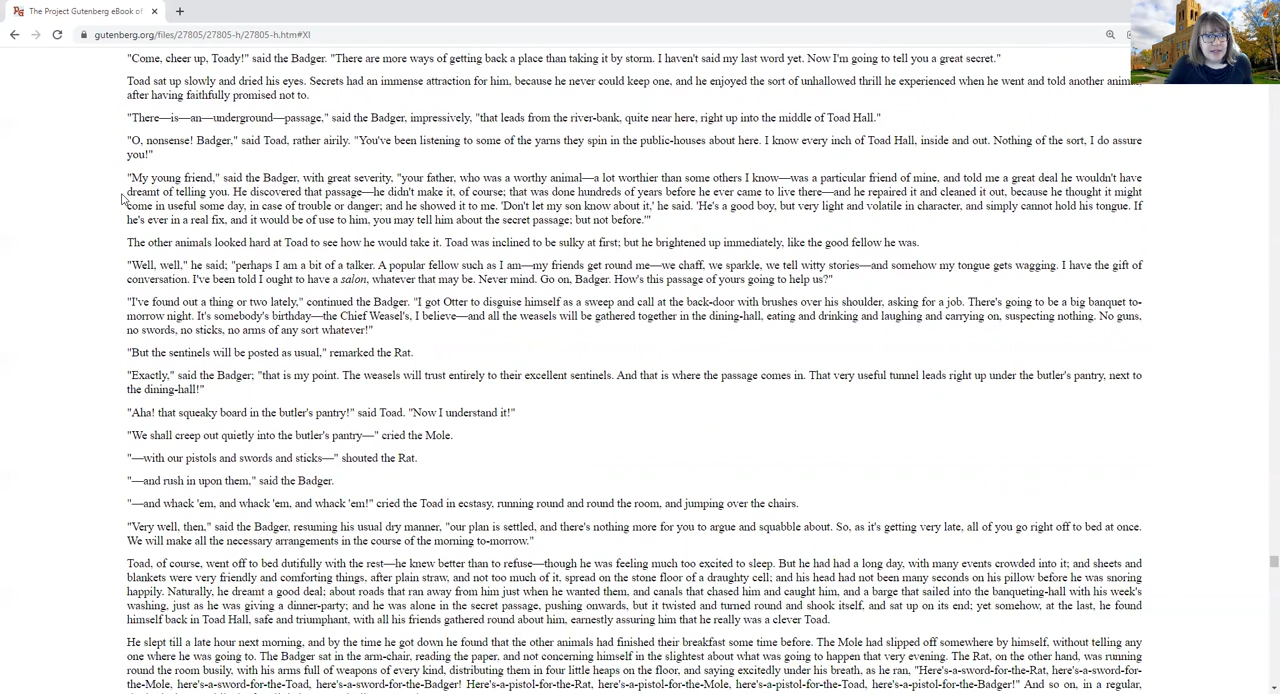 The Project Gutenberg eBook of
gutenberg.org/files/27805/27805-h/27805-h.htm#XI
"Come, cheer up, Toady!" said the Badger. "There are more ways of getting back a place than taking it by storm. I haven't said my last word yet. Now I'm going to tell you a great secret."
Toad sat up slowly and dried his eyes. Secrets had an immense attraction for him, because he never could keep one, and he enjoyed the sort of unhallowed thrill he experienced when he went and told another animal,
after having faithfully promised not to.
"There—is—an—underground—passage," said the Badger, impressively, "that leads from the river-bank, quite near here, right up into the middle of Toad Hall."
"O, nonsense! Badger," said Toad, rather airily. "You've been listening to some of the yarns they spin in the public-houses about here. I know every inch of Toad Hall, inside and out. Nothing of the sort, I do assure
you!"
"My young friend," said the Badger, with great severity, "your father, who was a worthy animal—a lot worthier than some others I know—was a particular friend of mine, and told me a great deal he wouldn't have
dreamt of telling you. He discovered that passage—he didn't make it, of course; that was done hundreds of years before he ever came to live there—and he repaired it and cleaned it out, because he thought it might
come in useful some day, in case of trouble or danger; and he showed it to me. 'Don't let my son know about it,' he said. 'He's a good boy, but very light and volatile in character, and simply cannot hold his tongue. If
he's ever in a real fix, and it would be of use to him, you may tell him about the secret passage; but not before.'"
The other animals looked hard at Toad to see how he would take it. Toad was inclined to be sulky at first; but he brightened up immediately, like the good fellow he was.
"Well, well," he said; "perhaps I am a bit of a talker. A popular fellow such as I am—my friends get round me—we chaff, we sparkle, we tell witty stories—and somehow my tongue gets wagging. I have the gift of
conversation. I've been told I ought to have a salon, whatever that may be. Never mind. Go on, Badger. How's this passage of yours going to help us?"
"I've found out a thing or two lately," continued the Badger. "I got Otter to disguise himself as a sweep and call at the back-door with brushes over his shoulder, asking for a job. There's going to be a big banquet to-
morrow night. It's somebody's birthday—the Chief Weasel's, I believe—and all the weasels will be gathered together in the dining-hall, eating and drinking and laughing and carrying on, suspecting nothing. No guns,
no swords, no sticks, no arms of any sort whatever!"
"But the sentinels will be posted as usual," remarked the Rat.
"Exactly," said the Badger; "that is my point. The weasels will trust entirely to their excellent sentinels. And that is where the passage comes in. That very useful tunnel leads right up under the butler's pantry, next to
the dining-hall!"
"Aha! that squeaky board in the butler's pantry!" said Toad. "Now I understand it!"
"We shall creep out quietly into the butler's pantry—" cried the Mole.
"—with our pistols and swords and sticks—" shouted the Rat.
"—and rush in upon them," said the Badger.
"—and whack 'em, and whack 'em, and whack 'em!" cried the Toad in ecstasy, running round and round the room, and jumping over the chairs.
"Very well, then," said the Badger, resuming his usual dry manner, "our plan is settled, and there's nothing more for you to argue and squabble about. So, as it's getting very late, all of you go right off to bed at once.
We will make all the necessary arrangements in the course of the morning to-morrow."
Toad, of course, went off to bed dutifully with the rest—he knew better than to refuse—though he was feeling much too excited to sleep. But he had had a long day, with many events crowded into it; and sheets and
blankets were very friendly and comforting things, after plain straw, and not too much of it, spread on the stone floor of a draughty cell; and his head had not been many seconds on his pillow before he was snoring
happily. Naturally, he dreamt a good deal; about roads that ran away from him just when he wanted them, and canals that chased him and caught him, and a barge that sailed into the banqueting-hall with his week's
washing, just as he was giving a dinner-party; and he was alone in the secret passage, pushing onwards, but it twisted and turned round and shook itself, and sat up on its end; yet somehow, at the last, he found
himself back in Toad Hall, safe and triumphant, with all his friends gathered round about him, earnestly assuring him that he really was a clever Toad.
He slept till a late hour next morning, and by the time he got down he found that the other animals had finished their breakfast some time before. The Mole had slipped off somewhere by himself, without telling any
one where he was going to. The Badger sat in the arm-chair, reading the paper, and not concerning himself in the slightest about what was going to happen that very evening. The Rat, on the other hand, was running
round the room busily, with his arms full of weapons of every kind, distributing them in four little heaps on the floor, and saying excitedly under his breath, as he ran, "Here's-a-sword-for-the-Rat, here's-a-sword-for-
the-Mole, here's-a-sword-for-the-Toad, here's-a-sword-for-the-Badger! Here's-a-pistol-for-the-Rat, here's-a-pistol-for-the-Mole, here's-a-pistol-for-the-Toad, here's-a-pistol-for-the-Badger!" And so on, in a regular,